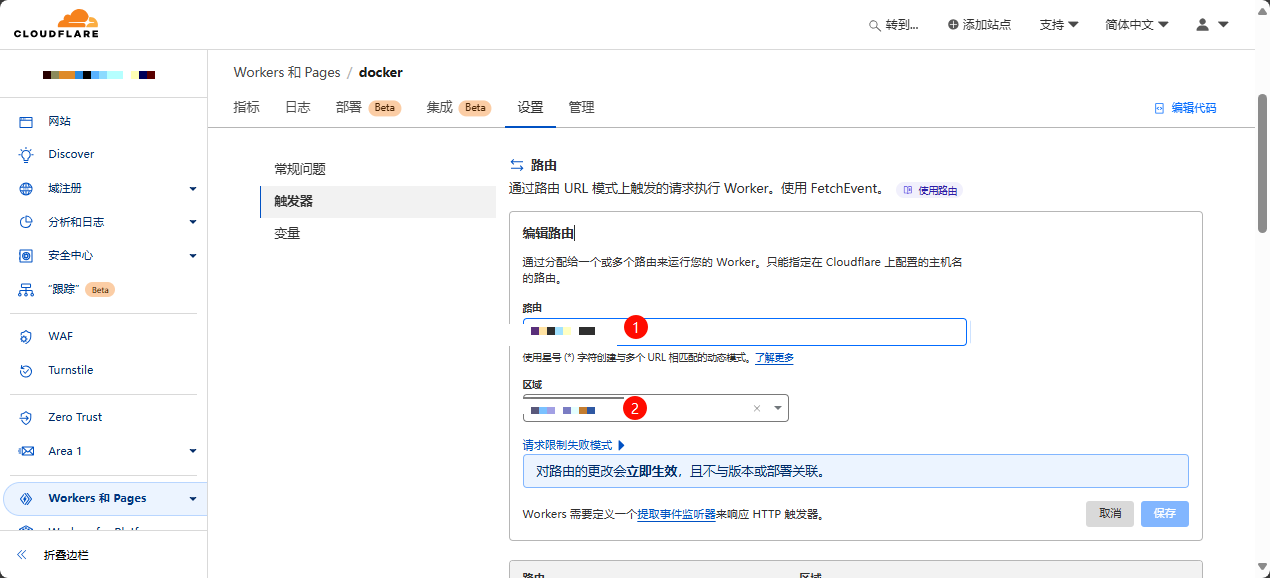 CLOUDFLARE
转到...
添加站点
支持
简体中文
Workers 和 Pages / docker
指标
日志
部署 Beta
集成 Beta
设置
管理
编辑代码
网站
Discover
域注册
分析和日志
安全中心
“跟踪” Beta
WAF
Turnstile
Zero Trust
Area 1
Workers 和 Pages
折叠边栏
常规问题
触发器
变量
路由
通过路由 URL 模式上触发的请求执行 Worker。使用 FetchEvent。 使用路由
编辑路由
通过分配给一个或多个路由来运行您的 Worker。只能指定在 Cloudflare 上配置的主机名
的路由。
路由
1
使用星号 (*) 字符创建与多个 URL 相匹配的动态模式。了解更多
区域
2
请求限制失败模式
对路由的更改会立即生效，且不与版本或部署关联。
Workers 需要定义一个提取事件监听器来响应 HTTP 触发器。
取消
保存
路由
区域